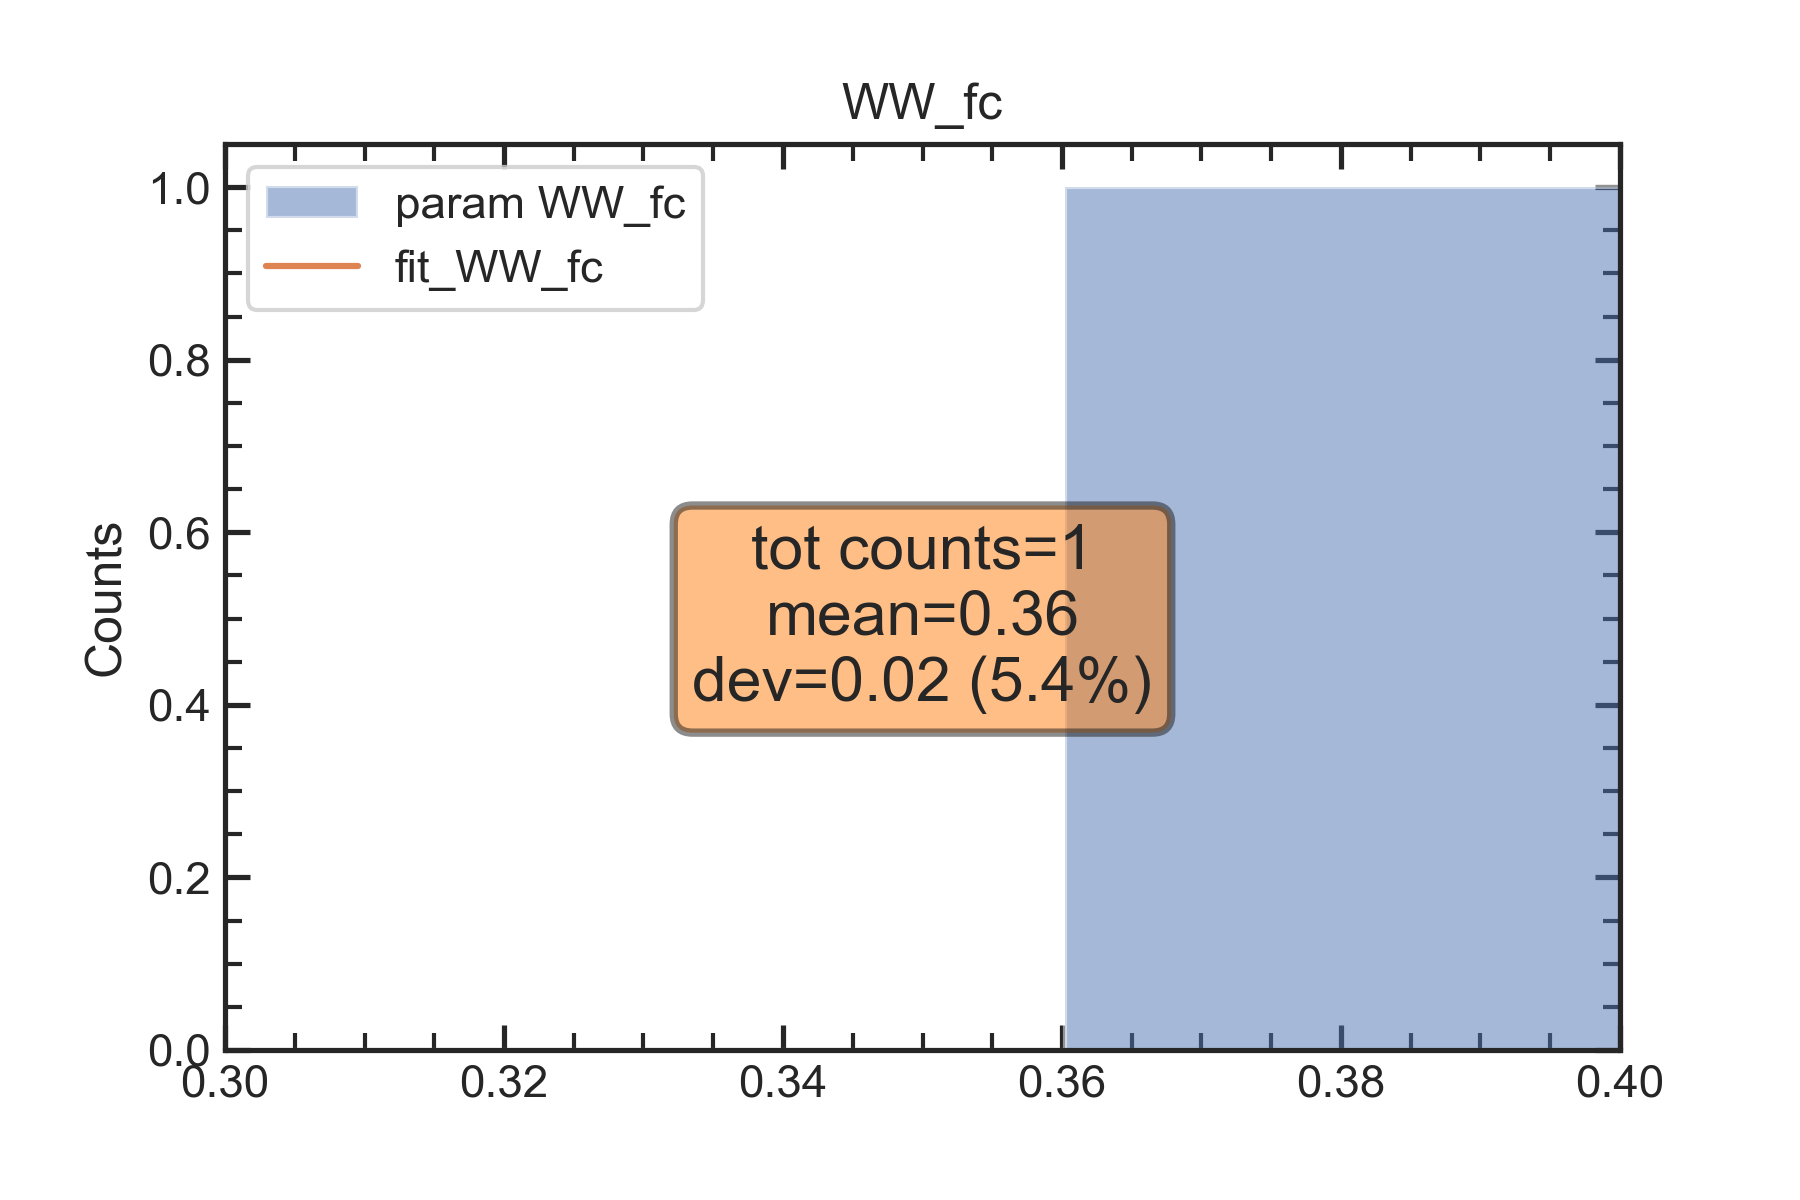 WW_fc
param WW_fc
fit_WW_fc
1.0
0.8
0.6
0.4
0.2
0.0
Counts
tot counts=1
mean=0.36
dev=0.02 (5.4%)
0.30 0.32 0.34 0.36 0.38 0.40